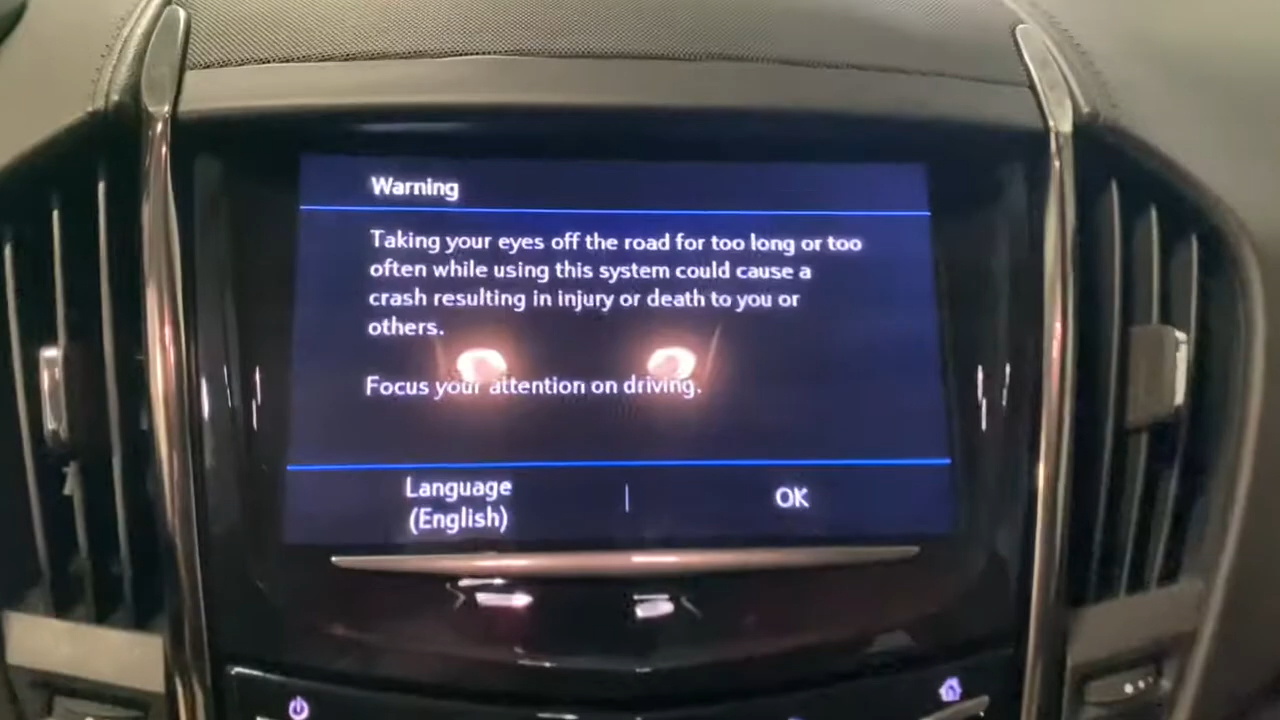 Warning
Taking your eyes off the road for too long or too
often while using this system could cause a
crash resulting in injury or death to you or
others.
Focus your attention on driving.
Language
(English)
OK